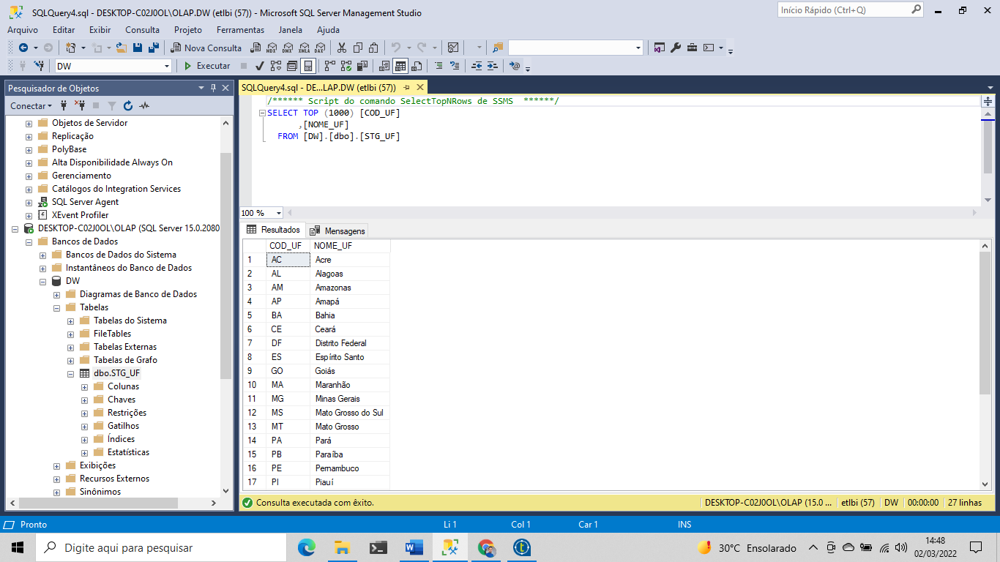 SQLQuery4.sql - DESKTOP-C02J0OL\OLAP.DW (etlbi (57)) - Microsoft SQL Server Management Studio
Início Rápido (Ctrl+Q)
Arquivo Editar Exibir Consulta Projeto Ferramentas Janela Ajuda
Nova Consulta
MDX DMX XMLA DAX
DW
Executar
Pesquisador de Objetos
Conectar
Objetos de Servidor
Replicação
PolyBase
Alta Disponibilidade Always On
Gerenciamento
Catálogos do Integration Services
SQL Server Agent
XEvent Profiler
DESKTOP-C02J0OL\OLAP (SQL Server 15.0.2080
Bancos de Dados
Bancos de Dados do Sistema
Instantâneos do Banco de Dados
DW
Diagramas de Banco de Dados
Tabelas
Tabelas do Sistema
FileTables
Tabelas Externas
Tabelas de Grafo
dbo.STG_UF
Colunas
Chaves
Restrições
Gatilhos
Índices
Estatísticas
Exibições
Recursos Externos
Sinônimos
SQLQuery4.sql - DE...LAP.DW (etlbi (57))
/****** Script do comando SelectTopNRows de SSMS  ******/
SELECT TOP (1000) [COD_UF]
,[NOME_UF]
FROM [DW].[dbo].[STG_UF]
100 %
Resultados Mensagens
COD_UF NOME_UF
1 AC Acre
2 AL Alagoas
3 AM Amazonas
4 AP Amapá
5 BA Bahia
6 CE Ceará
7 DF Distrito Federal
8 ES Espírito Santo
9 GO Goiás
10 MA Maranhão
11 MG Minas Gerais
12 MS Mato Grosso do Sul
13 MT Mato Grosso
14 PA Pará
15 PB Paraíba
16 PE Pernambuco
17 PI Piauí
Consulta executada com êxito.
DESKTOP-C02J0OL\OLAP (15.0 ... etlbi (57) DW 00:00:00 27 linhas
Pronto Li 1 Col 1 Car 1 INS
Digite aqui para pesquisar
30°C Ensolarado
14:48
02/03/2022